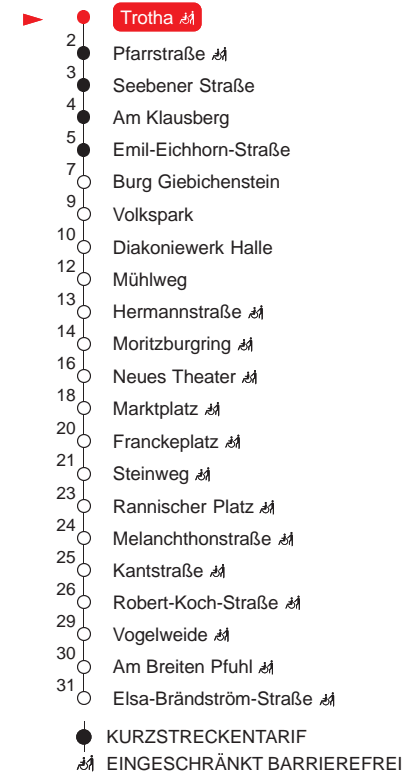 Trotha
2
Pfarrstraße
3
Seebener Straße
4
Am Klausberg
5
Emil-Eichhorn-Straße
7
Burg Giebichenstein
9
Volkspark
10
Diakoniewerk Halle
12
Mühlweg
13
Hermannstraße
14
Moritzburgring
16
Neues Theater
18
Marktplatz
20
Franckeplatz
21
Steinweg
23
Rannischer Platz
24
Melanchthonstraße
25
Kantstraße
26
Robert-Koch-Straße
29
Vogelweide
30
Am Breiten Pfuhl
31
Elsa-Brändström-Straße
KURZSTRECKENTARIF
EINGESCHRÄNKT BARRIEREFREI